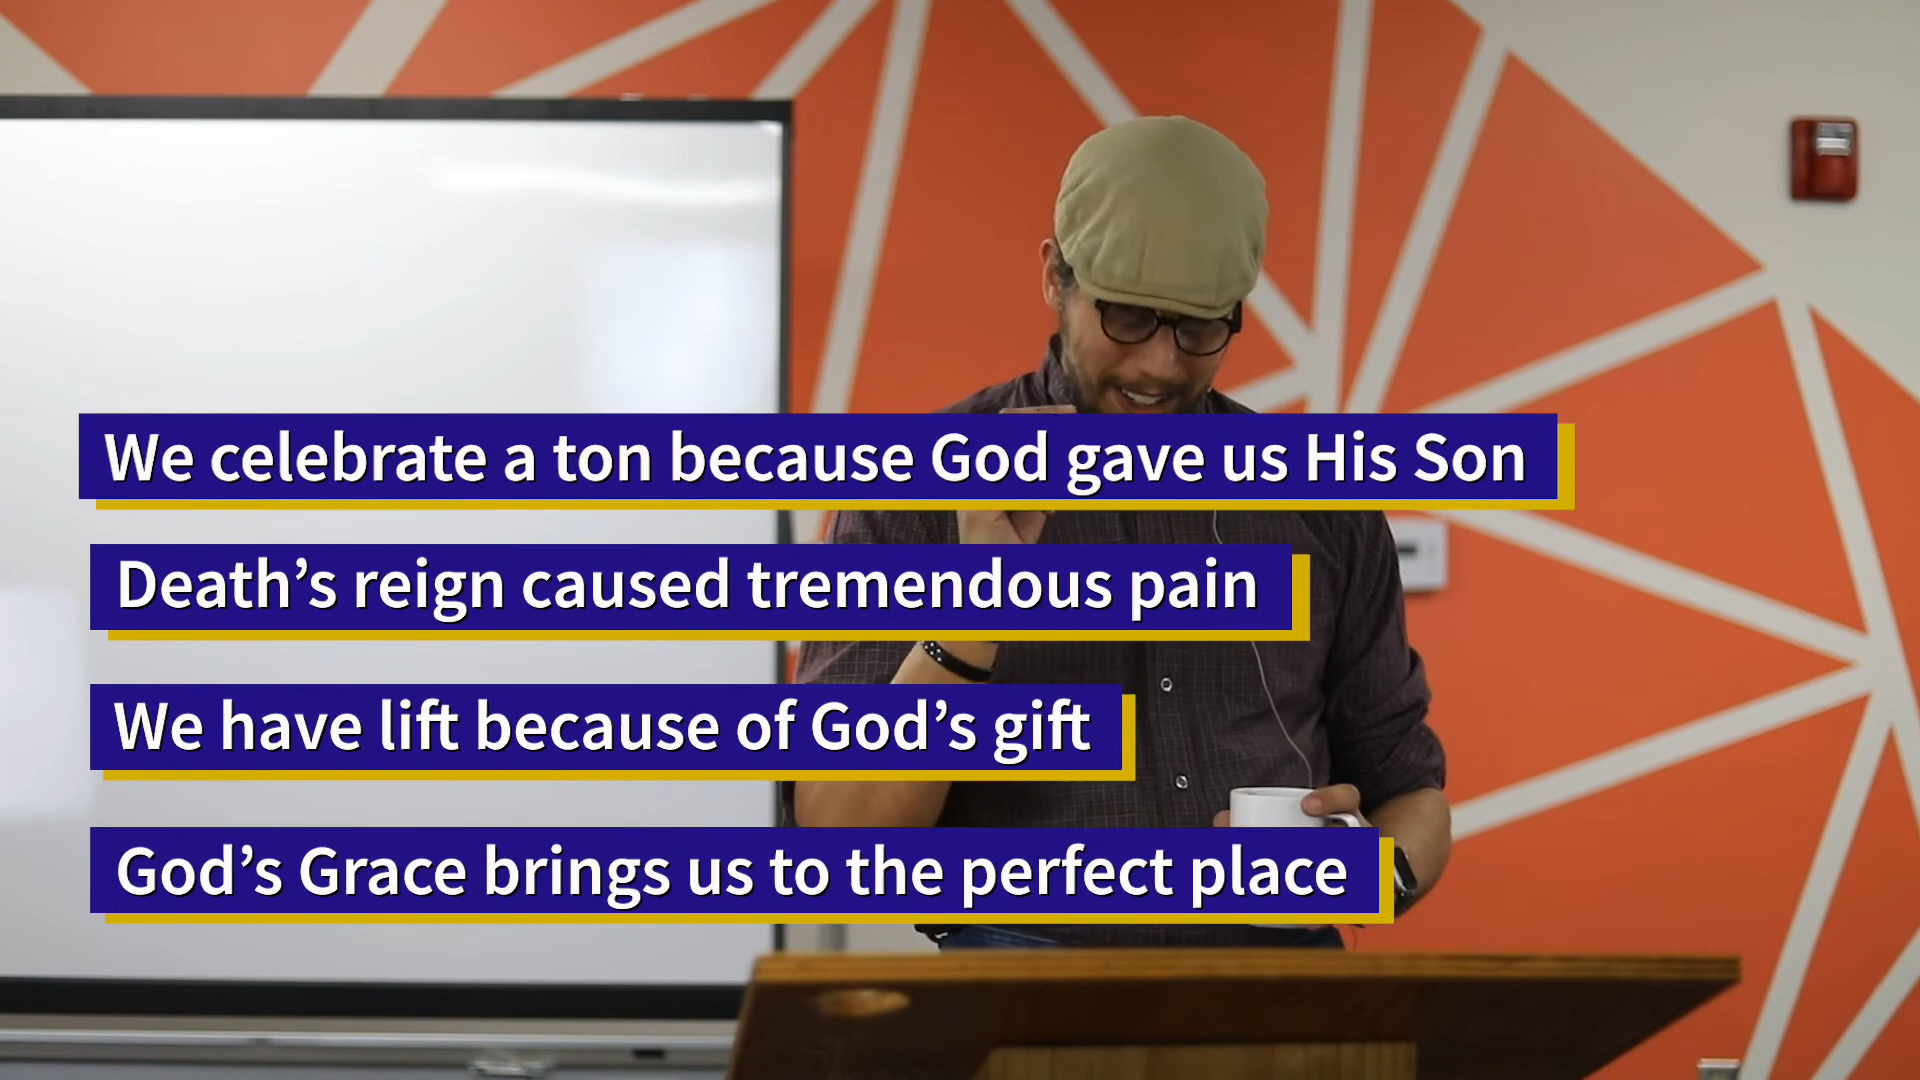 We celebrate a ton because God gave us His Son
Death’s reign caused tremendous pain
We have lift because of God’s gift
God’s Grace brings us to the perfect place